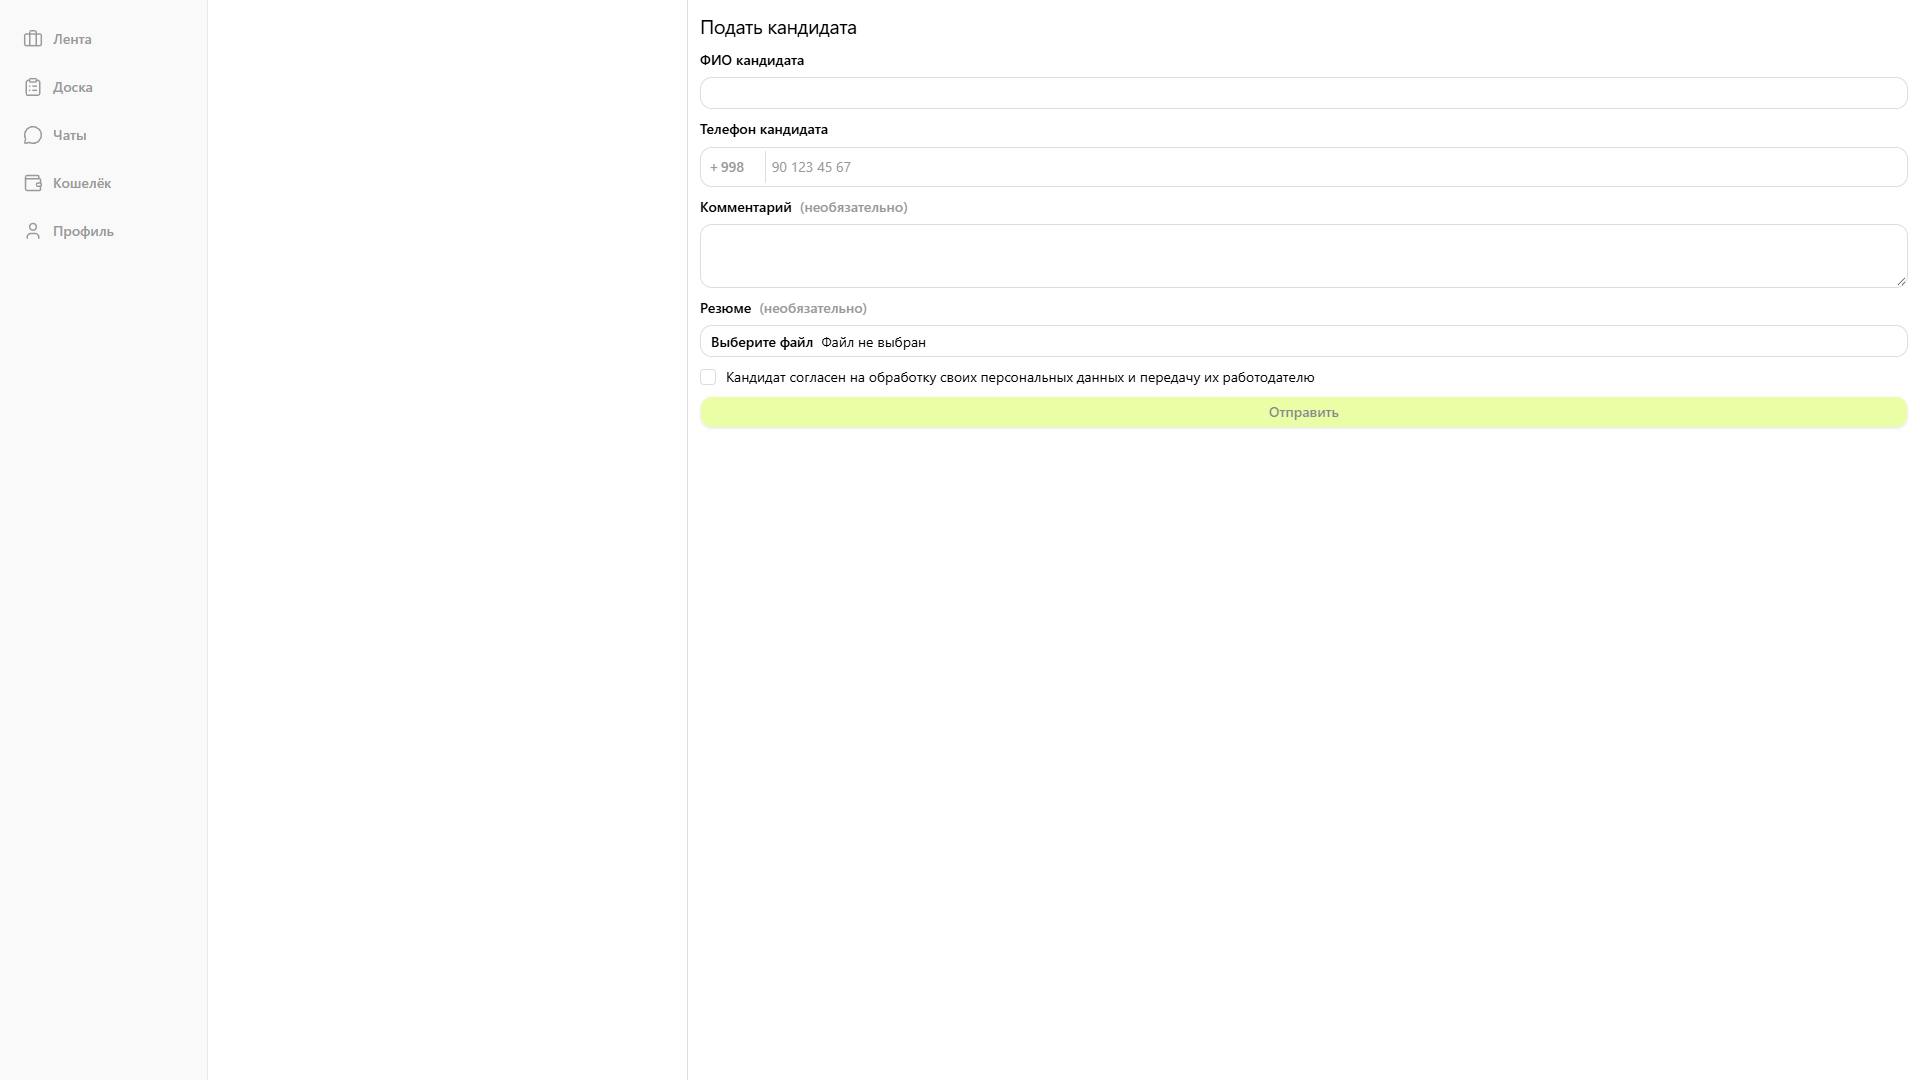 Лента
Доска
Чаты
Кошелёк
Профиль
Подать кандидата
ФИО кандидата
Телефон кандидата
+ 998 90 123 45 67
Комментарий (необязательно)
Резюме (необязательно)
Выберите файл Файл не выбран
Кандидат согласен на обработку своих персональных данных и передачу их работодателю
Отправить